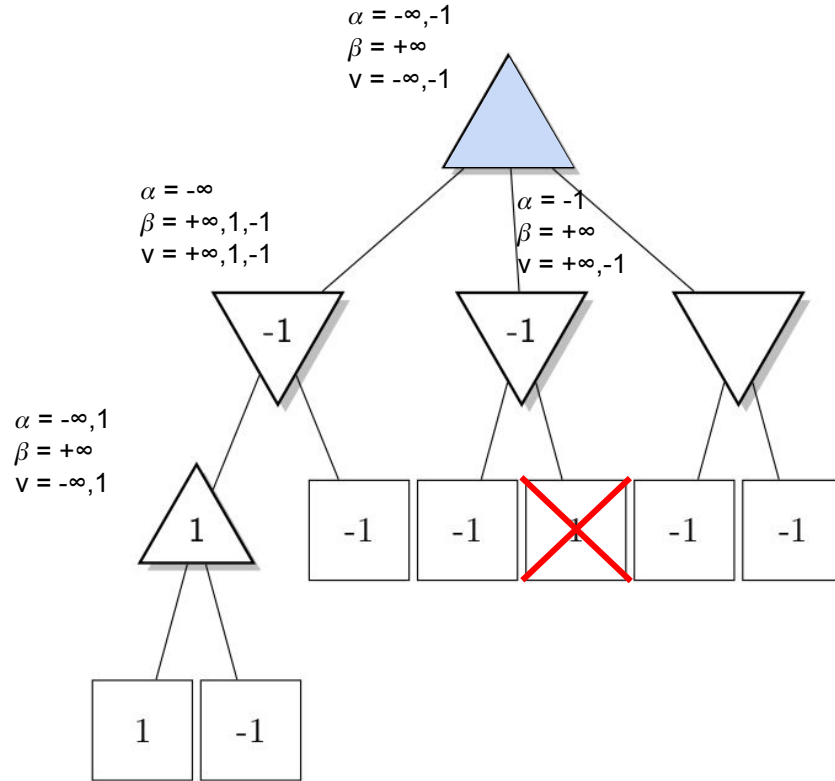 α = -∞,-1
β = +∞
v = -∞,-1
α = -∞
β = +∞,1,-1
v = +∞,1,-1
α = -1
β = +∞
v = +∞,-1
-1
-1
α = -∞,1
β = +∞
v = -∞,1
1
-1
-1
1
-1
-1
1
-1